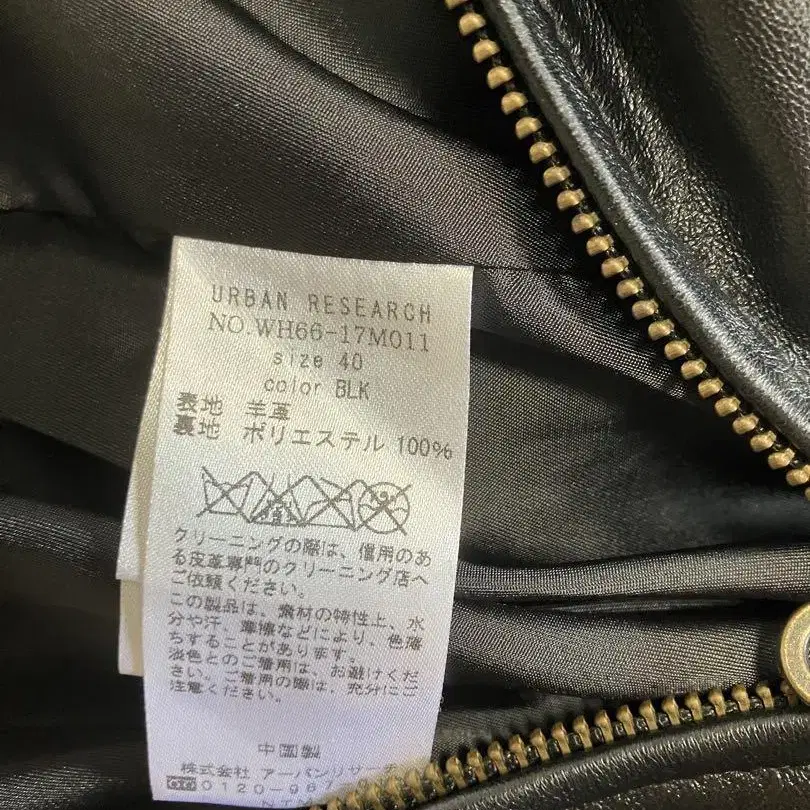 URBAN RESEARCH
NO.WH66-17M011
size 40
color BLK
表地 羊革
裏地 ポリエステル 100%
クリーニングの際は、信用のあ
る皮革専門のクリーニング店へ
ご依頼ください。
この製品は、素材の特性上、水
分や汗、摩擦などにより、色落
ちすることがあります。
淡色とのご着用は、お避けくだ
さい。ご着用の際は、充分にご
注意ください。
中国製
株式会社 アーバンリサーチ
0120-967